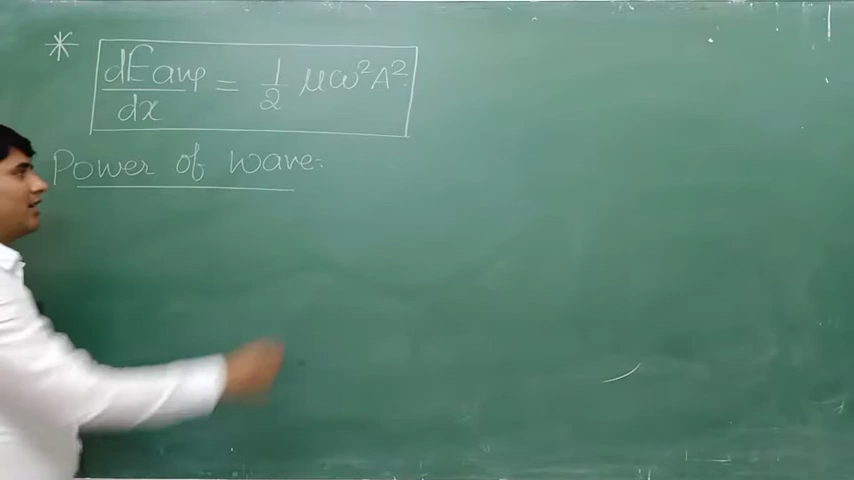 * dEavg/dx = 1/2 μω²A².
Power of wave: